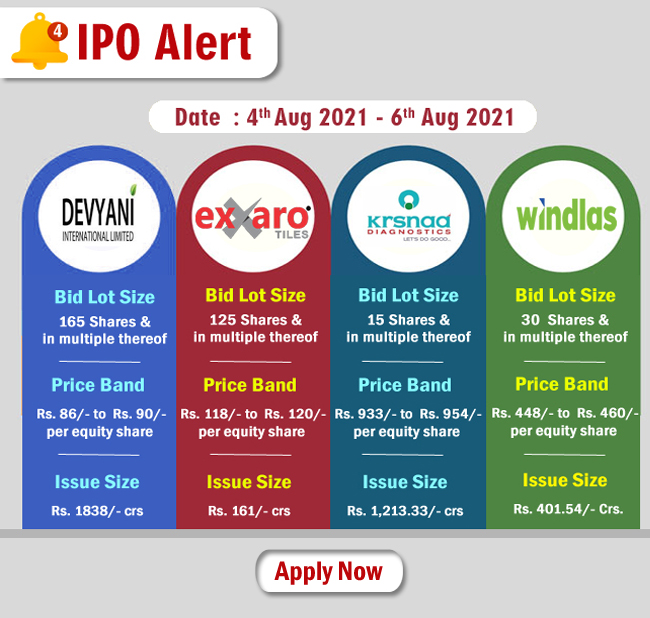 4
IPO Alert
Date : 4th Aug 2021 - 6th Aug 2021
DEVYANI
INTERNATIONAL LIMITED
Bid Lot Size
165 Shares &
in multiple thereof
Price Band
Rs. 86/- to Rs. 90/-
per equity share
Issue Size
Rs. 1838/- crs
exxaro
TILES
Bid Lot Size
125 Shares &
in multiple thereof
Price Band
Rs. 118/- to Rs. 120/-
per equity share
Issue Size
Rs. 161/- crs
Krsnaa
DIAGNOSTICS
LET'S DO GOOD...
Bid Lot Size
15 Shares &
in multiple thereof
Price Band
Rs. 933/- to Rs. 954/-
per equity share
Issue Size
Rs. 1,213.33/- crs
windlas
Bid Lot Size
30 Shares &
in multiple thereof
Price Band
Rs. 448/- to Rs. 460/-
per equity share
Issue Size
Rs. 401.54/- Crs.
Apply Now